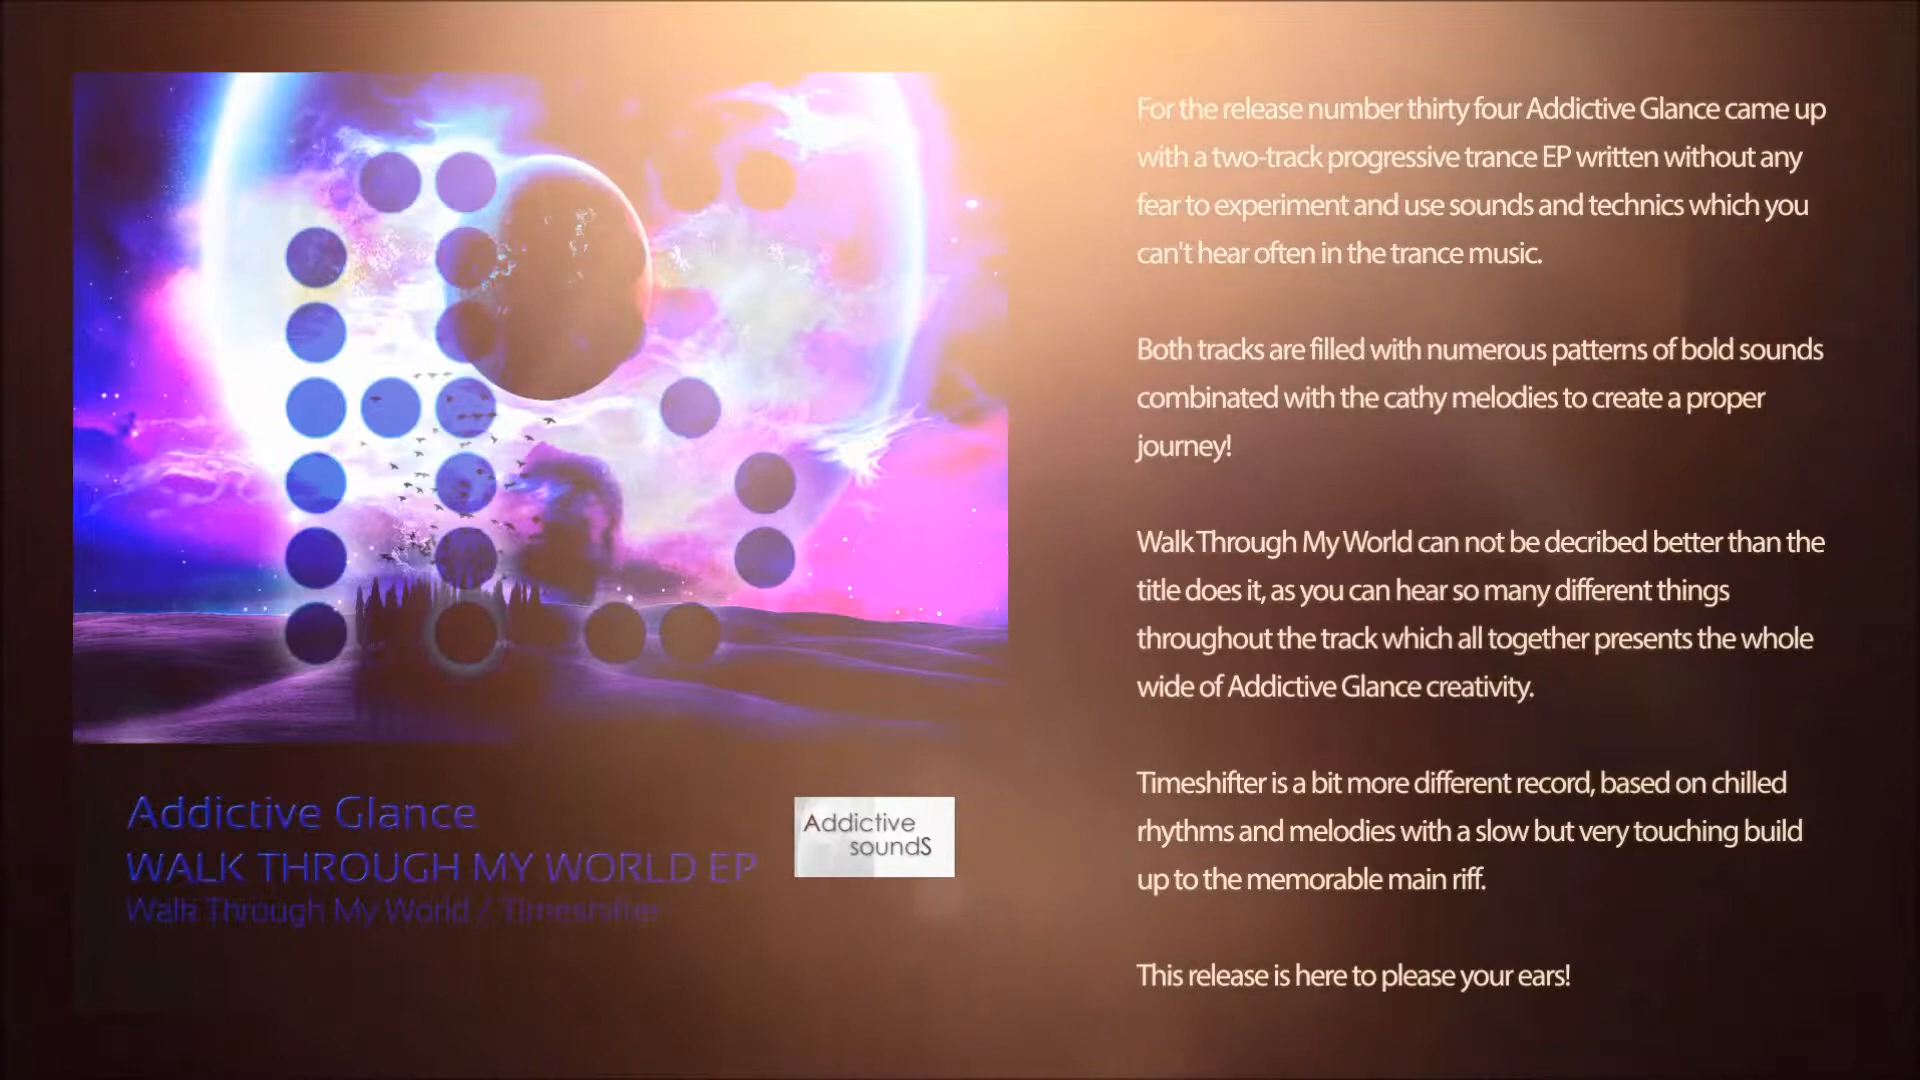 Addictive Glance
WALK THROUGH MY WORLD EP
Walk Through My World / Timeshifter
Addictive
soundS
For the release number thirty four Addictive Glance came up
with a two-track progressive trance EP written without any
fear to experiment and use sounds and technics which you
can't hear often in the trance music.
Both tracks are filled with numerous patterns of bold sounds
combinated with the cathy melodies to create a proper
journey!
Walk Through My World can not be decribed better than the
title does it, as you can hear so many different things
throughout the track which all together presents the whole
wide of Addictive Glance creativity.
Timeshifter is a bit more different record, based on chilled
rhythms and melodies with a slow but very touching build
up to the memorable main riff.
This release is here to please your ears!